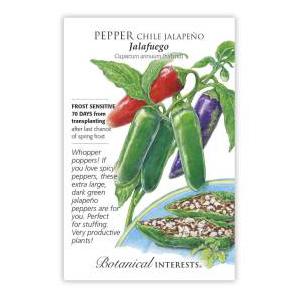 PEPPER CHILE JALAPEÑO
Jalafuego
Capsicum annuum (hybrid)
FROST SENSITIVE
70 DAYS from
transplanting
after last chance
of spring frost
Whopper
poppers! If
you love spicy
peppers, these
extra large,
dark green
jalapeño
peppers are for
you. Perfect
for stuffing.
Very productive
plants!
Botanical INTERESTS®